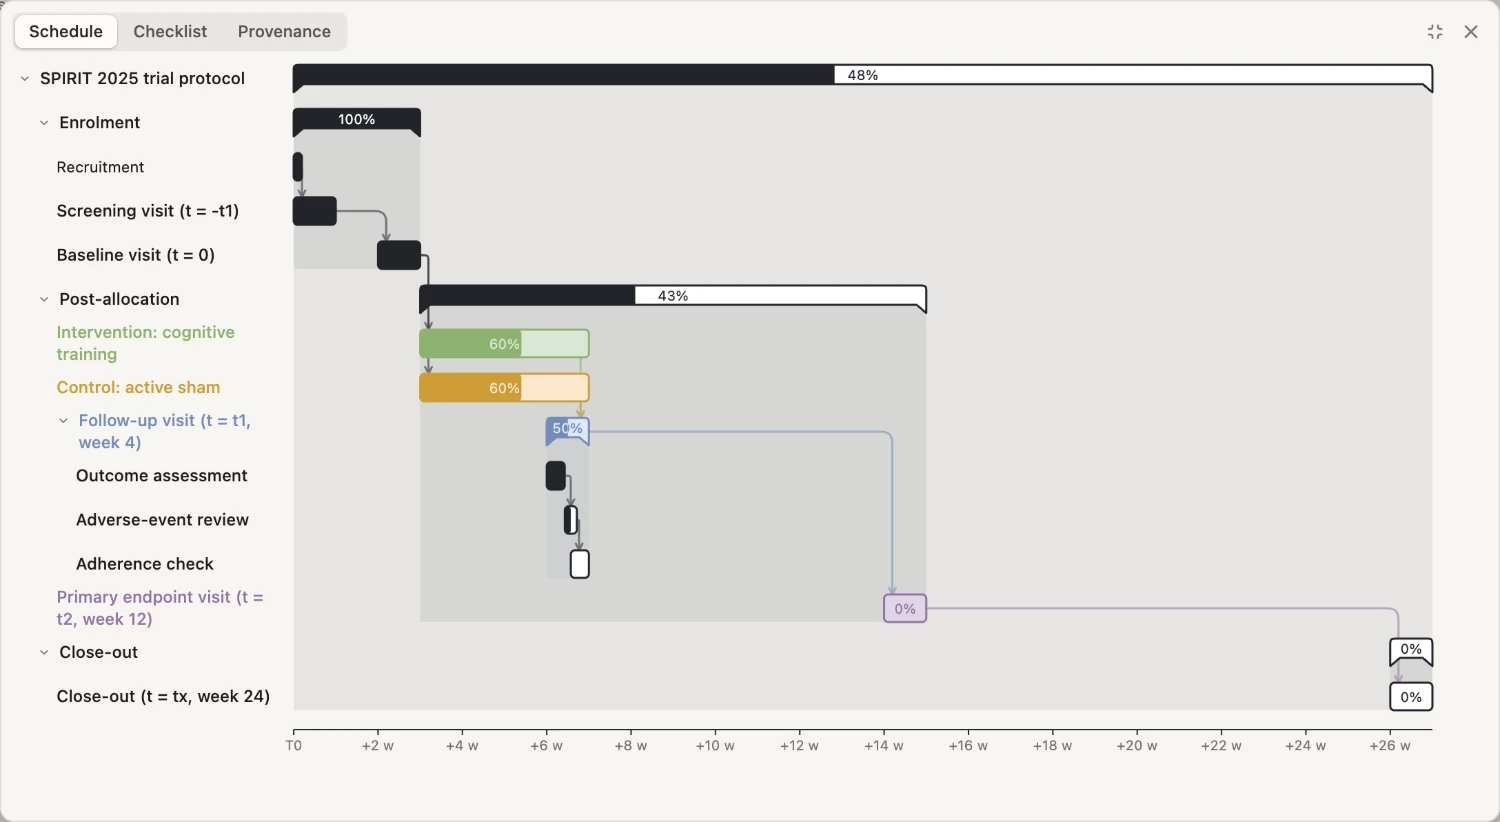 Schedule
Checklist
Provenance
SPIRIT 2025 trial protocol
48%
Enrolment
100%
Recruitment
Screening visit (t = -t1)
Baseline visit (t = 0)
Post-allocation
43%
Intervention: cognitive
training
60%
Control: active sham
60%
Follow-up visit (t = t1,
week 4)
50%
Outcome assessment
Adverse-event review
Adherence check
Primary endpoint visit (t =
t2, week 12)
0%
Close-out
0%
Close-out (t = tx, week 24)
0%
T0
+2 w
+4 w
+6 w
+8 w
+10 w
+12 w
+14 w
+16 w
+18 w
+20 w
+22 w
+24 w
+26 w